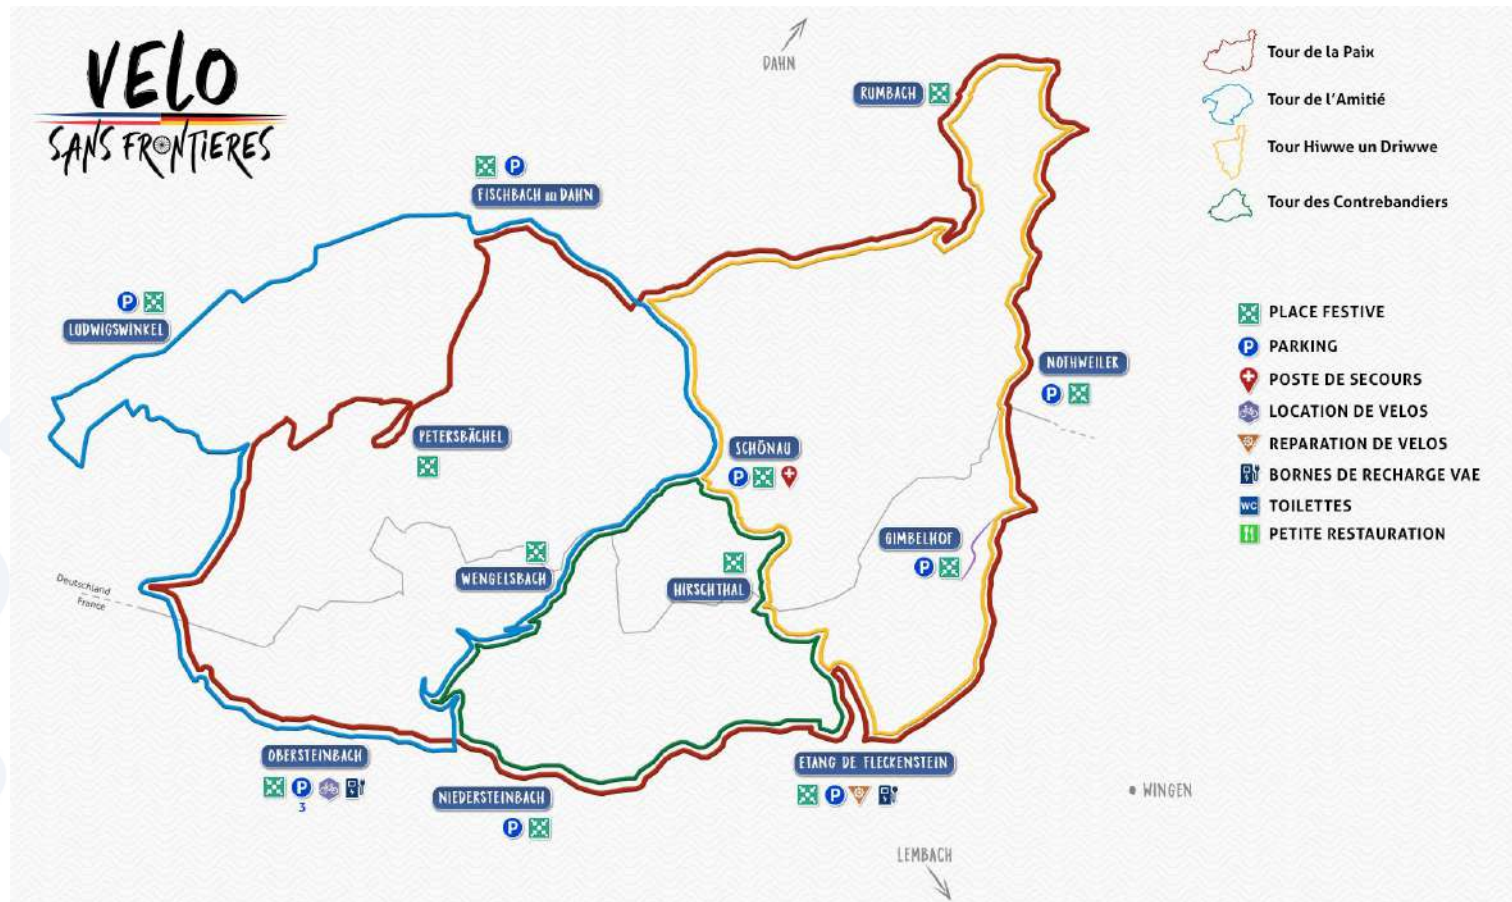 VELO
SANS FRONTIERES
DAHN
RUMBACH
P
FISCHBACH BEI DAHN
P
LUDWIGSWINKEL
NOTHWEILER
P
PETERSBÄCHEL
SCHÖNAU
P
GIMBELHOF
P
WENGELSBACH
HIRSCHTHAL
Deutschland
France
OBERSTEINBACH
P
3
NIEDERSTEINBACH
P
ETANG DE FLECKENSTEIN
P
WINGEN
LEMBACH
Tour de la Paix
Tour de l'Amitié
Tour Hiwwe un Driwwe
Tour des Contrebandiers
PLACE FESTIVE
P PARKING
POSTE DE SECOURS
LOCATION DE VELOS
REPARATION DE VELOS
BORNES DE RECHARGE VAE
WC TOILETTES
PETITE RESTAURATION